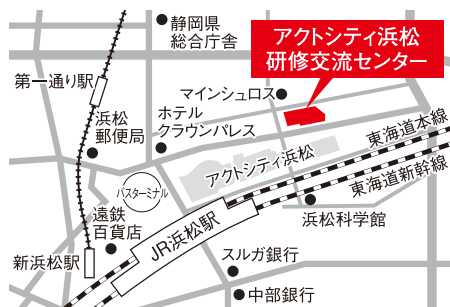 静岡県
総合庁舎
アクトシティ浜松
研修交流センター
第一通り駅
マインシュロス
浜松
郵便局
ホテル
クラウンパレス
東海道本線
アクトシティ浜松
東海道新幹線
バスターミナル
遠鉄
百貨店
浜松科学館
JR浜松駅
新浜松駅
スルガ銀行
中部銀行